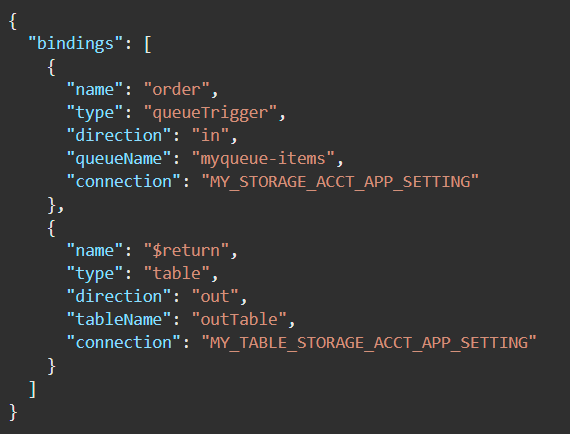 {
  "bindings": [
    {
      "name": "order",
      "type": "queueTrigger",
      "direction": "in",
      "queueName": "myqueue-items",
      "connection": "MY_STORAGE_ACCT_APP_SETTING"
    },
    {
      "name": "$return",
      "type": "table",
      "direction": "out",
      "tableName": "outTable",
      "connection": "MY_TABLE_STORAGE_ACCT_APP_SETTING"
    }
  ]
}